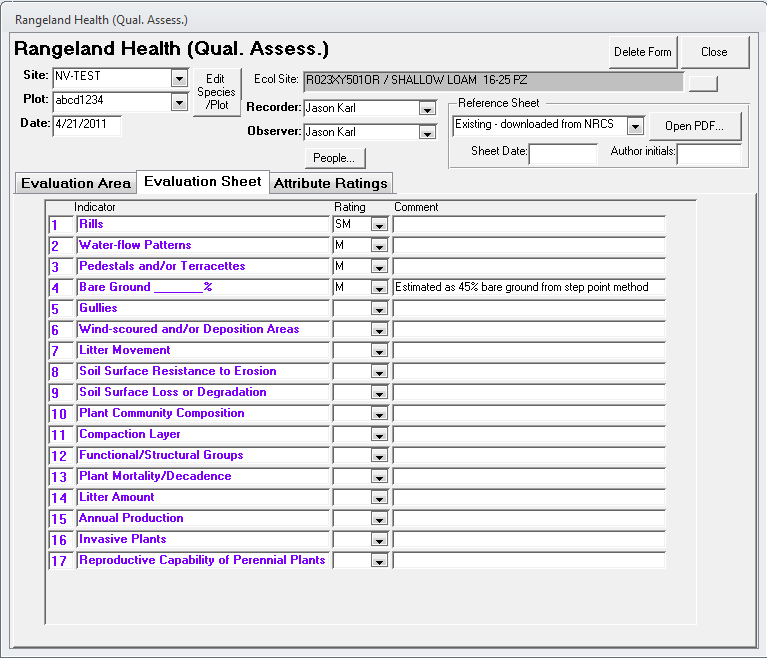 Rangeland Health (Qual. Assess.)
Rangeland Health (Qual. Assess.)
Delete Form
Close
Site: NV-TEST
Edit Species /Plot
Ecol Site: R023XY501OR / SHALLOW LOAM 16-25 PZ
Plot: abcd1234
Recorder: Jason Karl
Reference Sheet
Date: 4/21/2011
Observer: Jason Karl
Existing - downloaded from NRCS
Open PDF...
People...
Sheet Date:
Author initials:
Evaluation Area
Evaluation Sheet
Attribute Ratings
Indicator Rating Comment
1 Rills SM
2 Water-flow Patterns M
3 Pedestals and/or Terracettes M
4 Bare Ground _______% M Estimated as 45% bare ground from step point method
5 Gullies
6 Wind-scoured and/or Deposition Areas
7 Litter Movement
8 Soil Surface Resistance to Erosion
9 Soil Surface Loss or Degradation
10 Plant Community Composition
11 Compaction Layer
12 Functional/Structural Groups
13 Plant Mortality/Decadence
14 Litter Amount
15 Annual Production
16 Invasive Plants
17 Reproductive Capability of Perennial Plants